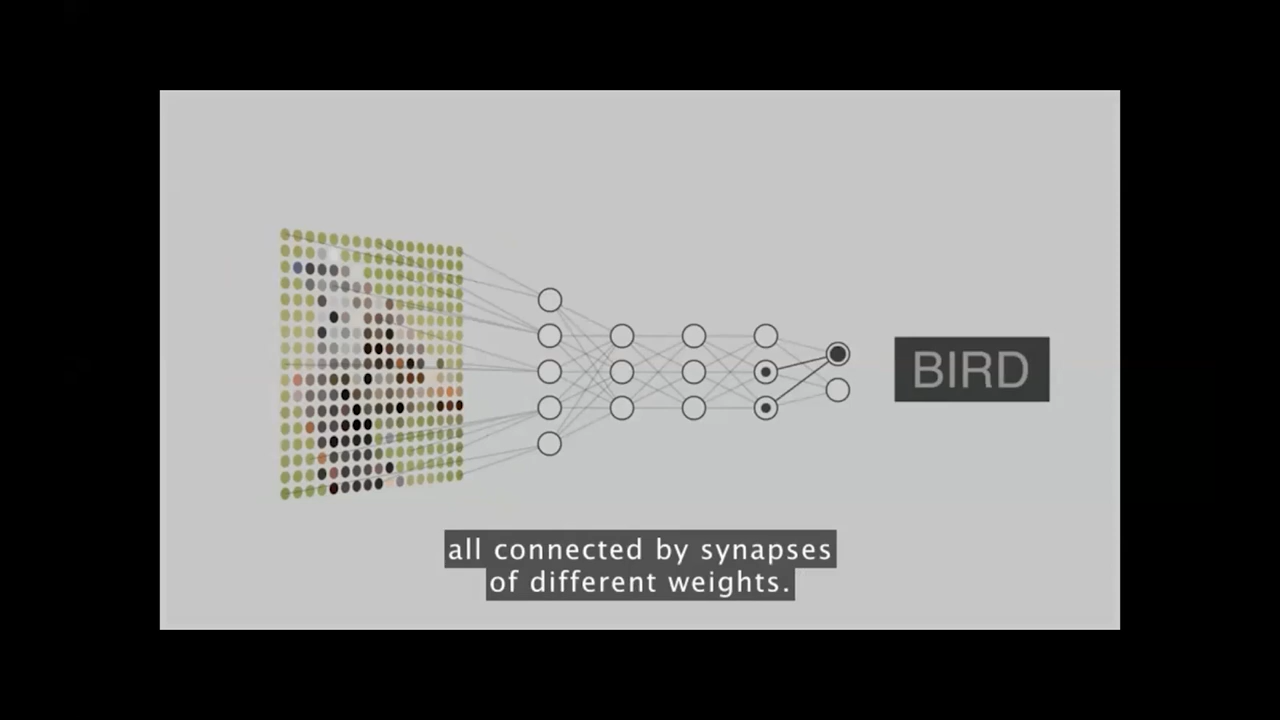 BIRD
all connected by synapses
of different weights.